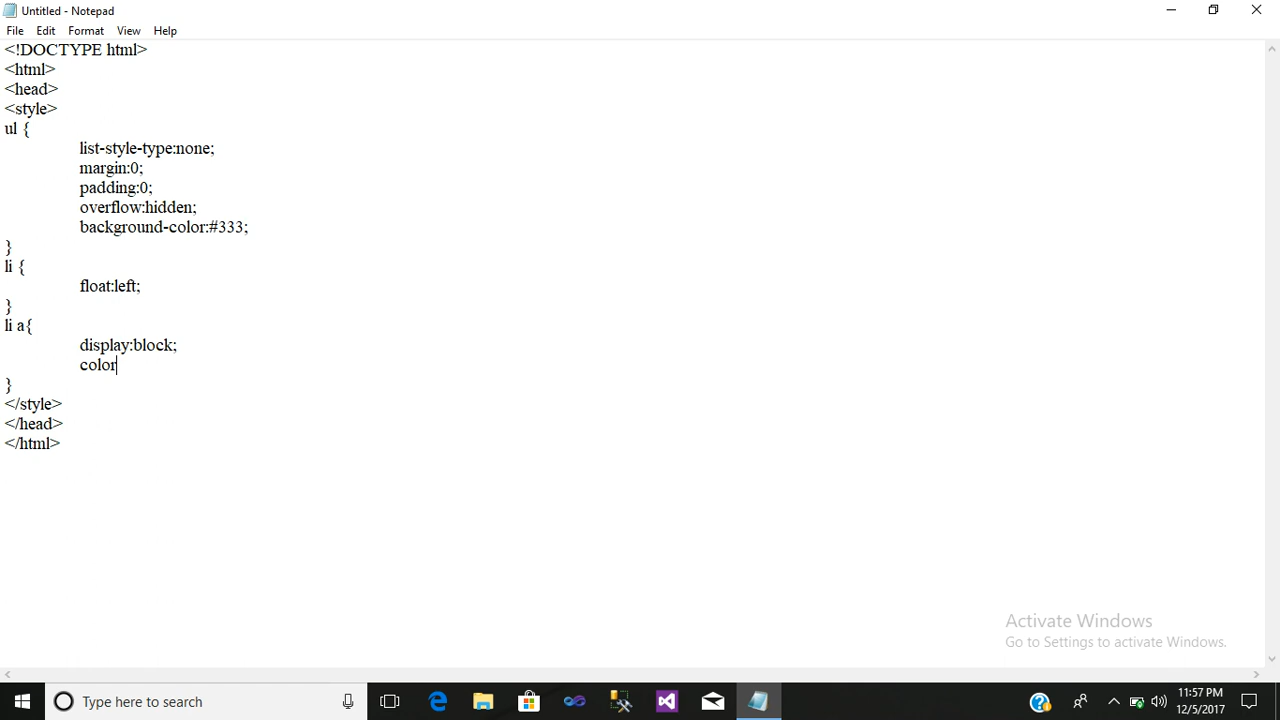 Untitled - Notepad
File Edit Format View Help
<!DOCTYPE html>
<html>
<head>
<style>
ul {
list-style-type:none;
margin:0;
padding:0;
overflow:hidden;
background-color:#333;
}
li {
float:left;
}
li a{
display:block;
color
}
</style>
</head>
</html>
Activate Windows
Go to Settings to activate Windows.
Type here to search
11:57 PM
12/5/2017